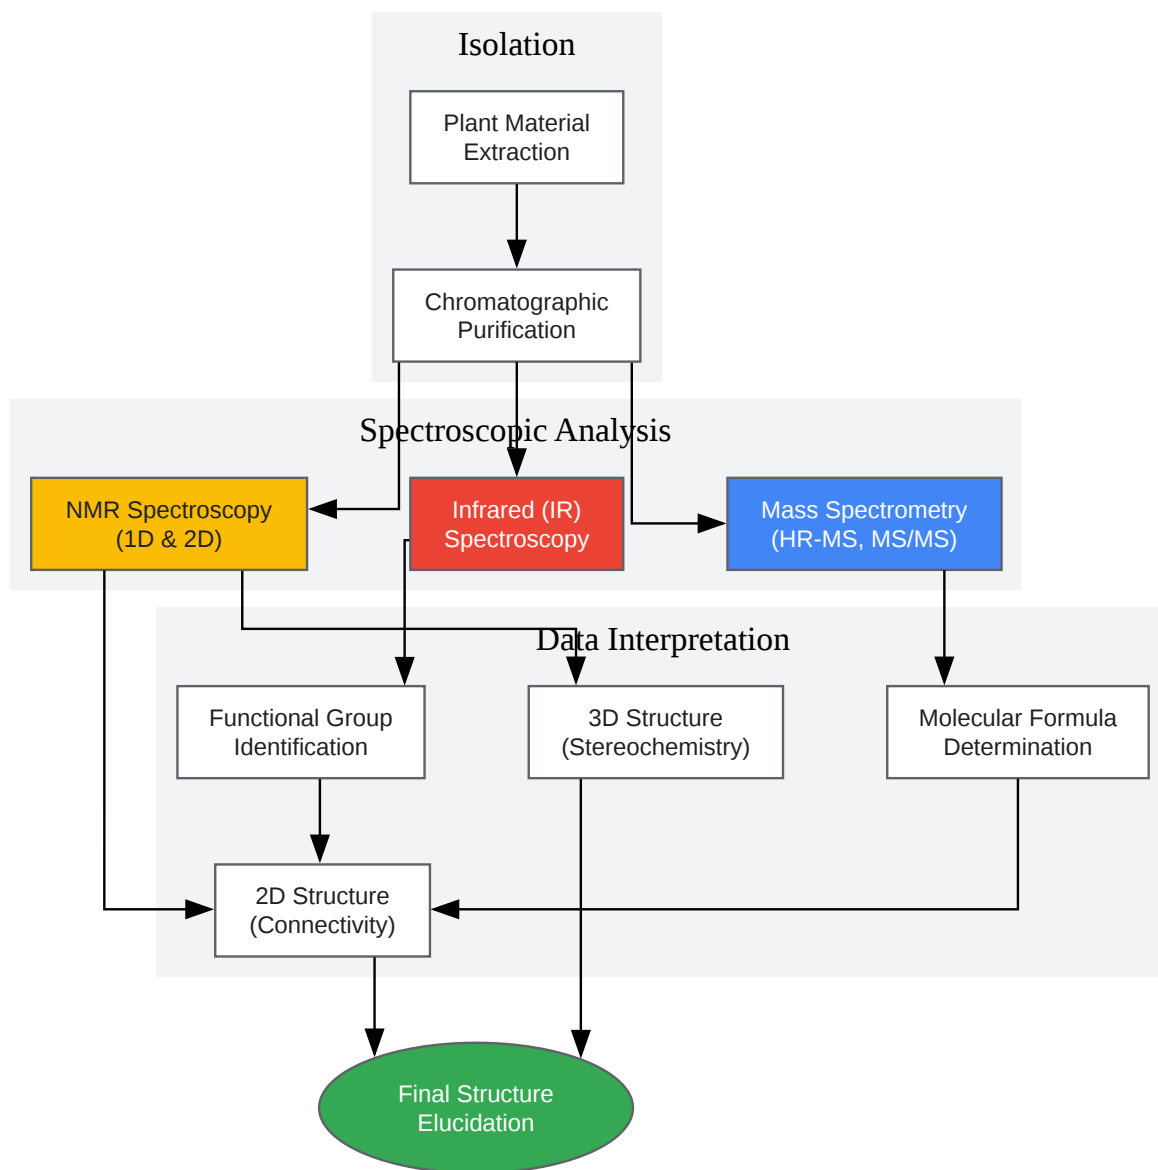 Isolation
Plant Material
Extraction
Chromatographic
Purification
Spectroscopic Analysis
NMR Spectroscopy
(1D & 2D)
Infrared (IR)
Spectroscopy
Mass Spectrometry
(HR-MS, MS/MS)
Data Interpretation
Functional Group
Identification
3D Structure
(Stereochemistry)
Molecular Formula
Determination
2D Structure
(Connectivity)
Final Structure
Elucidation